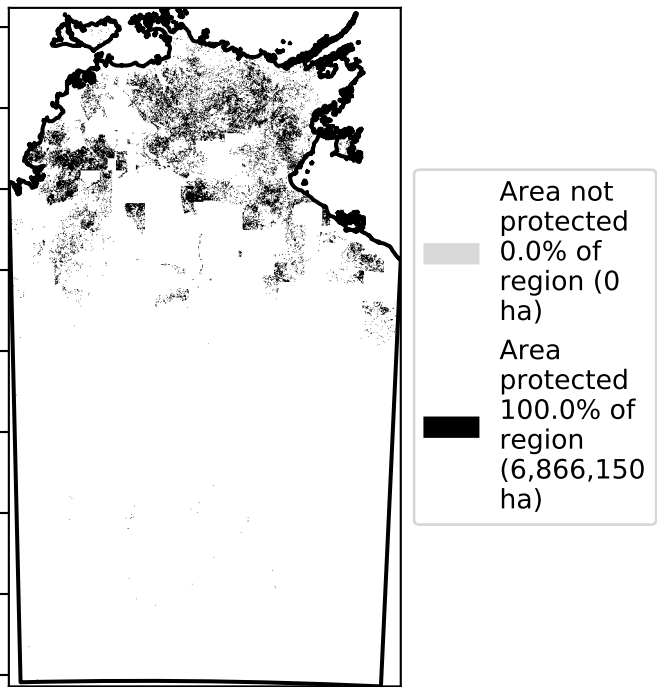 Area not
protected
0.0% of
region (0
ha)
Area
protected
100.0% of
region
(6,866,150
ha)